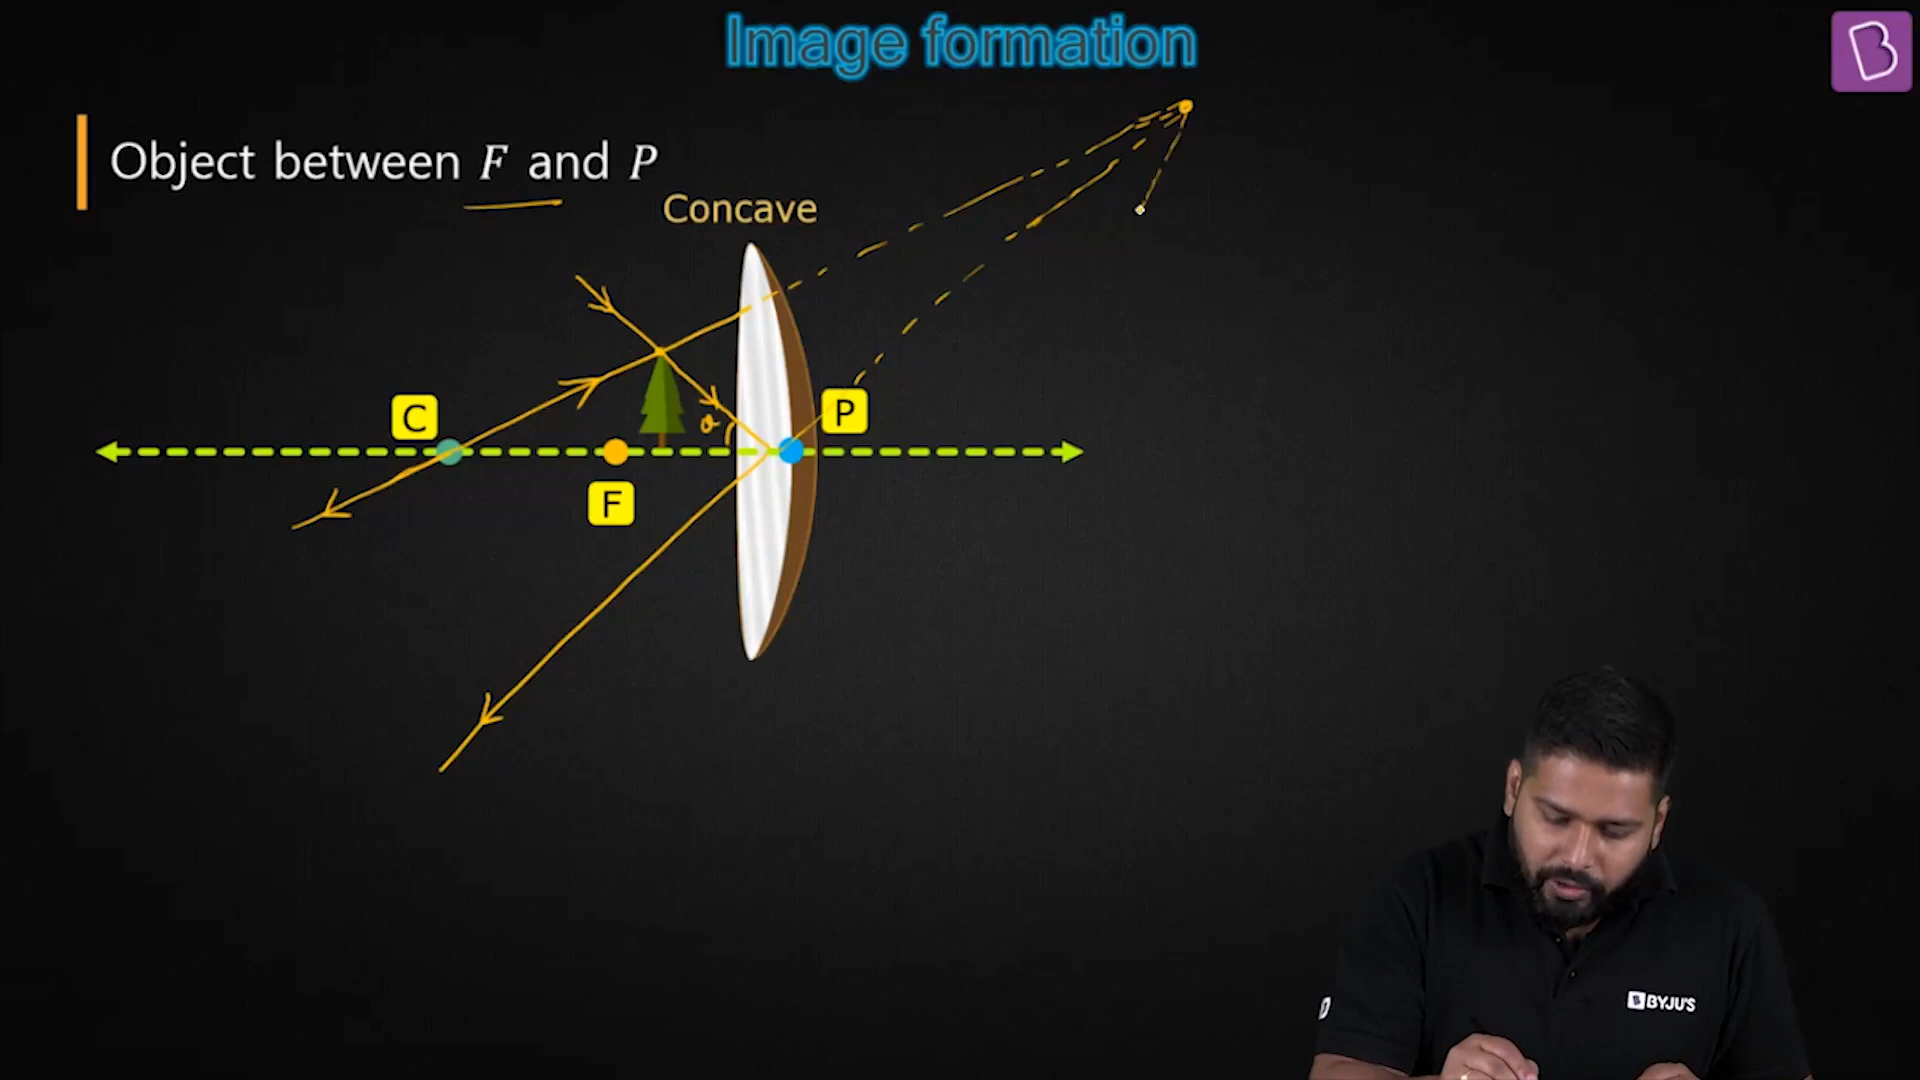 Image formation
Object between F and P
Concave
C
P
F
BYJU'S